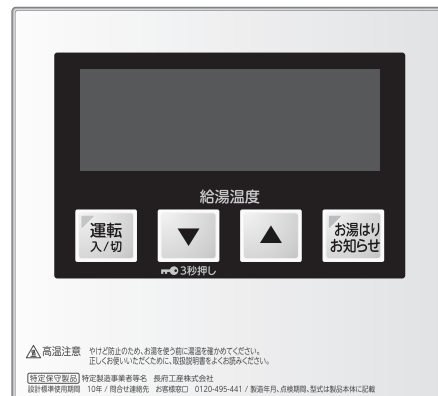 給湯温度
運転
入/切
▼
▲
お湯はり
お知らせ
3秒押し
高温注意 やけど防止のため、お湯を使う前に湯温を確かめてください。
正しくお使いいただくために、取扱説明書をよくお読みください。
特定保守製品 特定製造事業者等名 長府工産株式会社
設計標準使用期間 10年 / 問合せ連絡先 お客様窓口 0120-495-441 / 製造年月、点検期間、型式は製品本体に記載